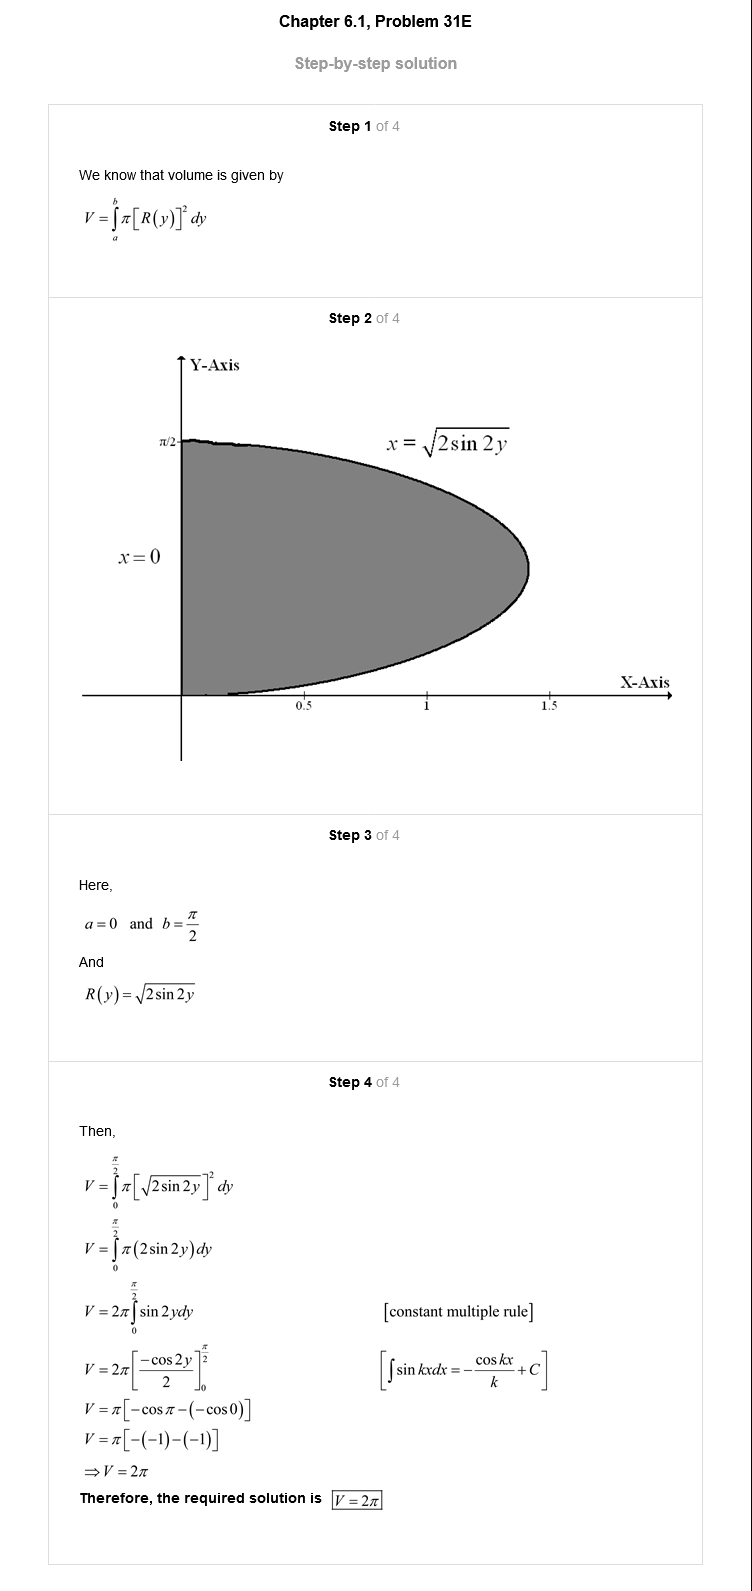 Chapter 6.1, Problem 31E
Step-by-step solution
Step 1 of 4
We know that volume is given by
V = ∫_a^b π[R(y)]² dy
Step 2 of 4
Y-Axis
π/2
x = √(2 sin 2y)
x = 0
X-Axis
0.5 1 1.5
Step 3 of 4
Here,
a = 0 and b = π/2
And
R(y) = √(2 sin 2y)
Step 4 of 4
Then,
V = ∫_0^(π/2) π[√(2 sin 2y)]² dy
V = ∫_0^(π/2) π(2 sin 2y) dy
V = 2π ∫_0^(π/2) sin 2y dy [constant multiple rule]
V = 2π[(-cos 2y)/2]_0^(π/2) [∫ sin kx dx = -(cos kx)/k + C]
V = π[-cos π - (-cos 0)]
V = π[-(-1) - (-1)]
⇒ V = 2π
Therefore, the required solution is V = 2π